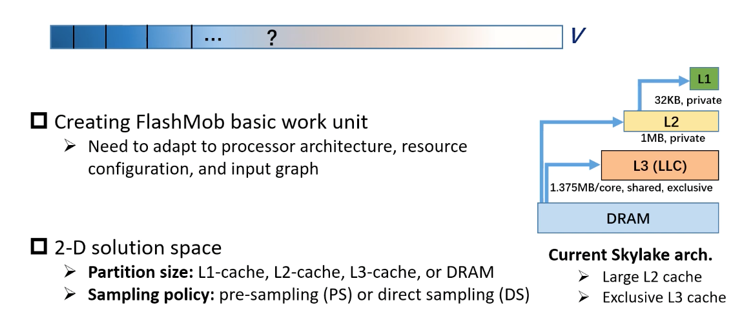 ... ? V
Creating FlashMob basic work unit
Need to adapt to processor architecture, resource
configuration, and input graph
2-D solution space
Partition size: L1-cache, L2-cache, L3-cache, or DRAM
Sampling policy: pre-sampling (PS) or direct sampling (DS)
L1
32KB, private
L2
1MB, private
L3 (LLC)
1.375MB/core, shared, exclusive
DRAM
Current Skylake arch.
Large L2 cache
Exclusive L3 cache